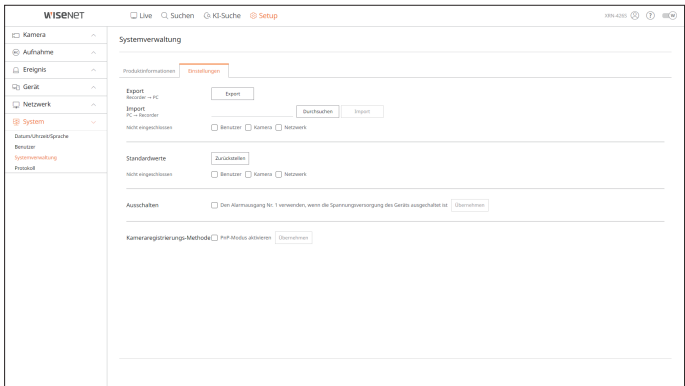 WISENET
Live Suchen KI-Suche Setup
XRN-426S
Kamera
Aufnahme
Ereignis
Gerät
Netzwerk
System
Datum/Uhrzeit/Sprache
Benutzer
Systemverwaltung
Protokoll
Systemverwaltung
Produktinformationen Einstellungen
Export
Recorder → PC
Export
Import
PC → Recorder
Durchsuchen Import
Nicht eingeschlossen Benutzer Kamera Netzwerk
Standardwerte Zurückstellen
Nicht eingeschlossen Benutzer Kamera Netzwerk
Ausschalten Den Alarmausgang Nr. 1 verwenden, wenn die Spannungsversorgung des Geräts ausgeschaltet ist Übernehmen
Kameraregistrierungs-Methode PnP-Modus aktivieren Übernehmen